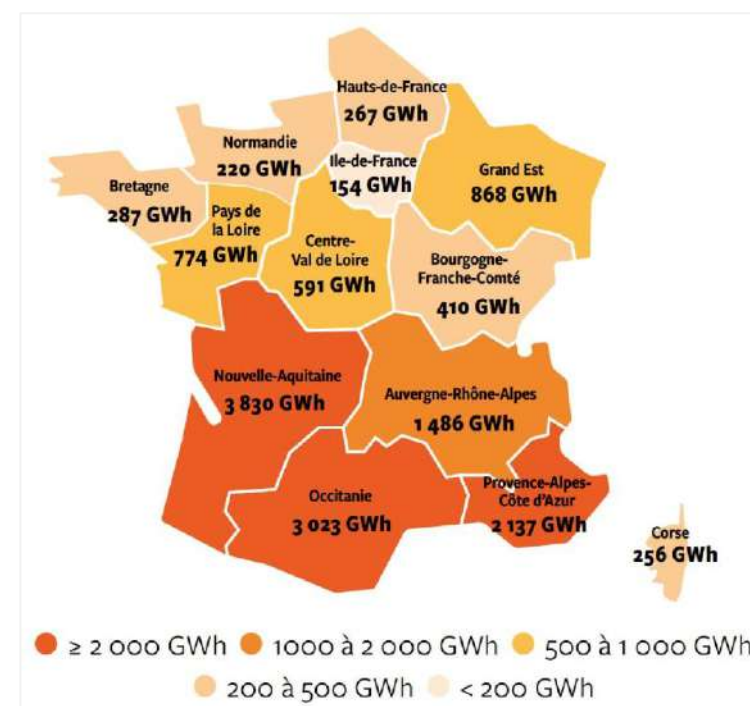 Hauts-de-France
267 GWh
Normandie
220 GWh
Ile-de-France
154 GWh
Grand Est
868 GWh
Bretagne
287 GWh
Pays de
la Loire
774 GWh
Centre-
Val de Loire
591 GWh
Bourgogne-
Franche-Comté
410 GWh
Nouvelle-Aquitaine
3 830 GWh
Auvergne-Rhône-Alpes
1 486 GWh
Occitanie
3 023 GWh
Provence-Alpes-
Côte d'Azur
2 137 GWh
Corse
256 GWh
≥ 2 000 GWh
1000 à 2 000 GWh
500 à 1 000 GWh
200 à 500 GWh
< 200 GWh